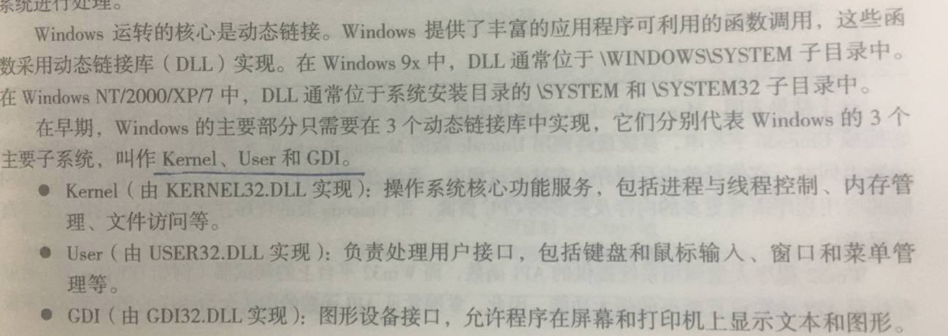 系统进行处理。
Windows 运转的核心是动态链接。Windows 提供了丰富的应用程序可利用的函数调用，这些函
数采用动态链接库（DLL）实现。在 Windows 9x 中，DLL 通常位于 \WINDOWS\SYSTEM 子目录中。
在 Windows NT/2000/XP/7 中，DLL 通常位于系统安装目录的 \SYSTEM 和 \SYSTEM32 子目录中。
在早期，Windows 的主要部分只需要在 3 个动态链接库中实现，它们分别代表 Windows 的 3 个
主要子系统，叫作 Kernel、User 和 GDI。
● Kernel（由 KERNEL32.DLL 实现）：操作系统核心功能服务，包括进程与线程控制、内存管
理、文件访问等。
● User（由 USER32.DLL 实现）：负责处理用户接口，包括键盘和鼠标输入、窗口和菜单管
理等。
● GDI（由 GDI32.DLL 实现）：图形设备接口，允许程序在屏幕和打印机上显示文本和图形。